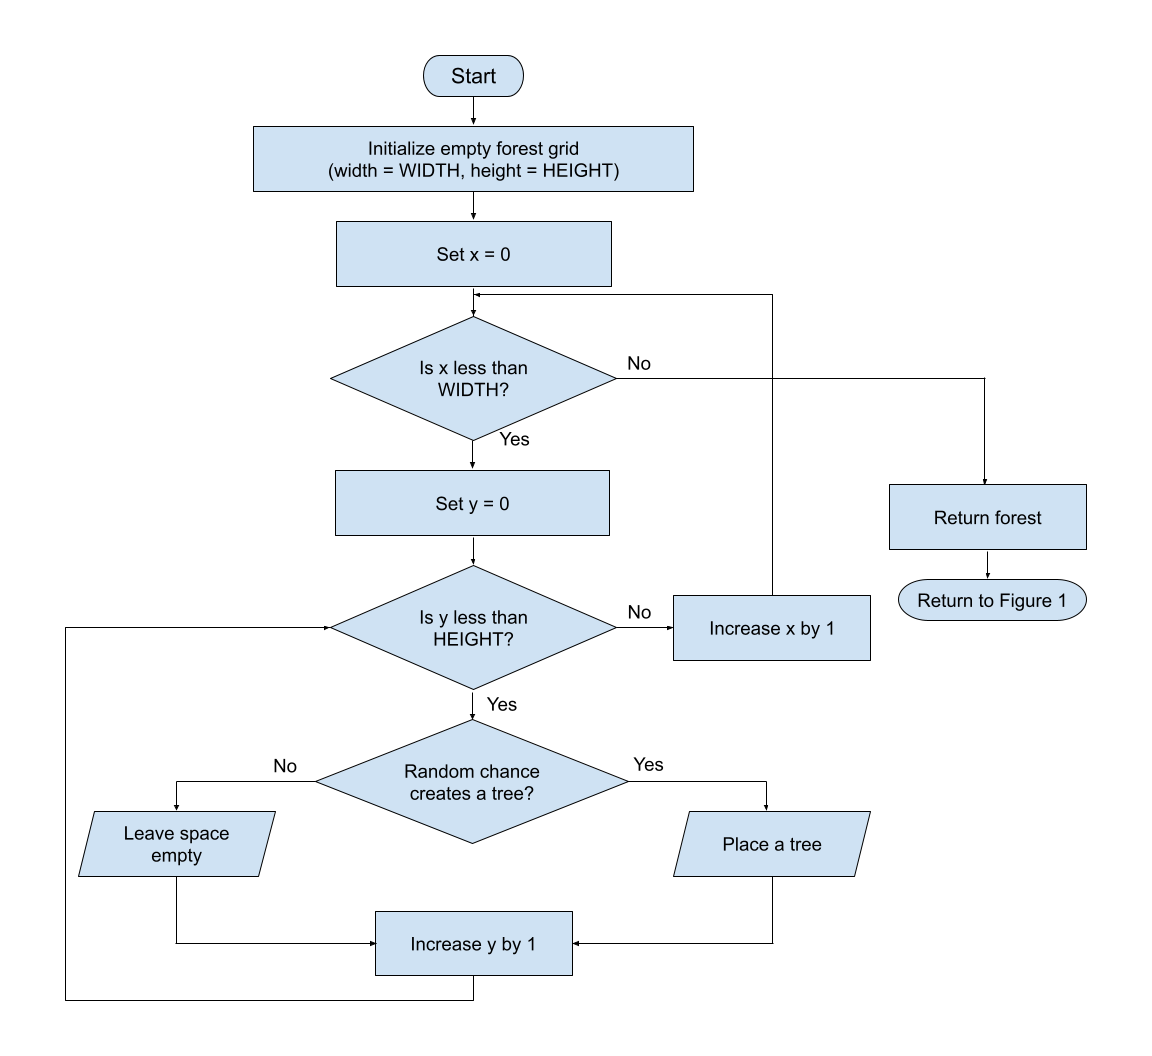 Start
Initialize empty forest grid
(width = WIDTH, height = HEIGHT)
Set x = 0
Is x less than
WIDTH?
No
Yes
Set y = 0
Return forest
Return to Figure 1
Is y less than
HEIGHT?
No
Increase x by 1
Yes
Random chance
creates a tree?
No
Yes
Leave space
empty
Place a tree
Increase y by 1